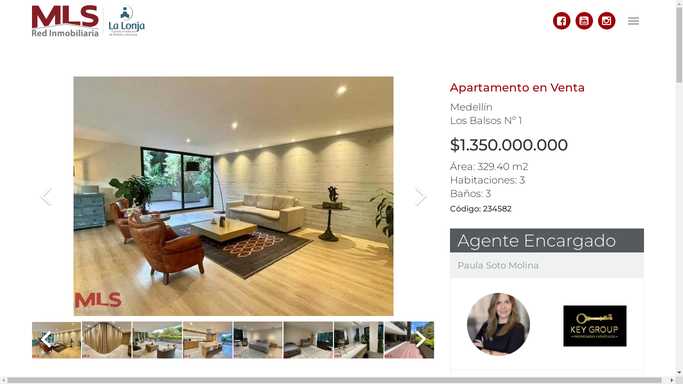 MLS
Red Inmobiliaria
La Lonja
Apartamento en Venta
Medellín
Los Balsos Nº 1
$1.350.000.000
Área: 329.40 m2
Habitaciones: 3
Baños: 3
Código: 234582
Agente Encargado
Paula Soto Molina
MLS
KEY GROUP